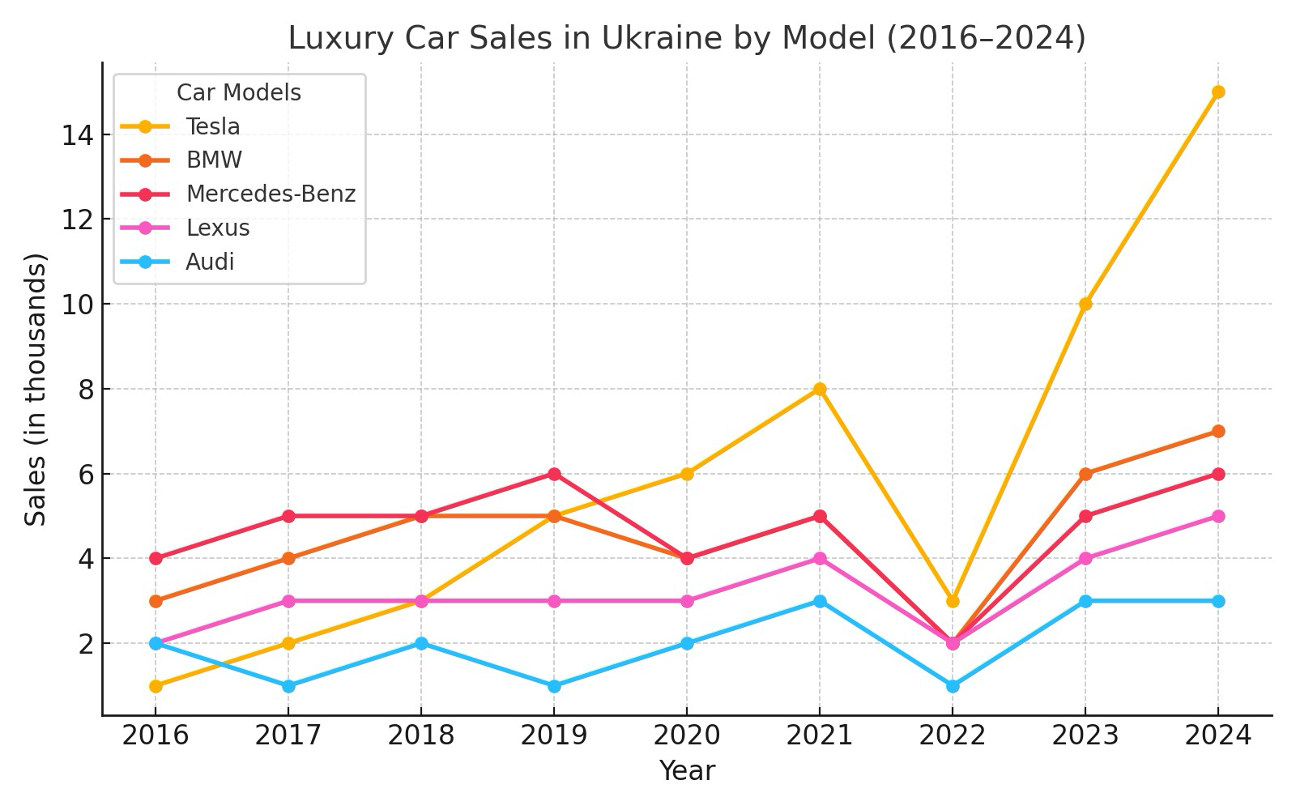 Luxury Car Sales in Ukraine by Model (2016–2024)
Car Models
Tesla
BMW
Mercedes-Benz
Lexus
Audi
Sales (in thousands)
14
12
10
8
6
4
2
2016 2017 2018 2019 2020 2021 2022 2023 2024
Year